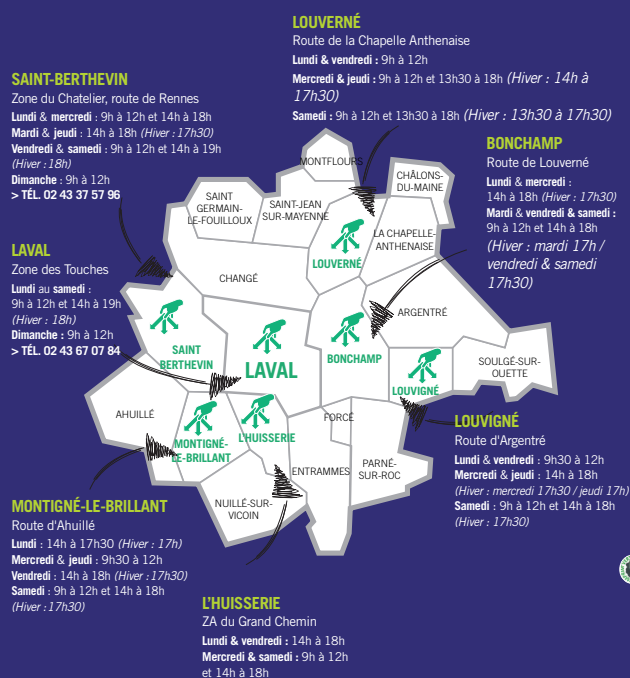 LOUVERNÉ
Route de la Chapelle Anthenaise
Lundi & vendredi : 9h à 12h
Mercredi & jeudi : 9h à 12h et 13h30 à 18h (Hiver : 14h à
17h30)
Samedi : 9h à 12h et 13h30 à 18h (Hiver : 13h30 à 17h30)
SAINT-BERTHEVIN
Zone du Chatelier, route de Rennes
Lundi & mercredi : 9h à 12h et 14h à 18h
Mardi & jeudi : 14h à 18h (Hiver : 17h30)
Vendredi & samedi : 9h à 12h et 14h à 19h
(Hiver : 18h)
Dimanche : 9h à 12h
> TÉL. 02 43 37 57 96
BONCHAMP
Route de Louverné
Lundi & mercredi :
14h à 18h (Hiver : 17h30)
Mardi & vendredi & samedi :
9h à 12h et 14h à 18h
(Hiver : mardi 17h /
vendredi & samedi
17h30)
LAVAL
Zone des Touches
Lundi au samedi :
9h à 12h et 14h à 19h
(Hiver : 18h)
Dimanche : 9h à 12h
> TÉL. 02 43 67 07 84
MONTFLOURS
CHÂLONS-
DU-MAINE
SAINT
GERMAIN-
LE-FOUILLOUX
SAINT-JEAN
SUR-MAYENNE
LA CHAPELLE-
ANTHENAISE
LOUVERNÉ
CHANGÉ
ARGENTRÉ
SAINT
BERTHEVIN
LAVAL
BONCHAMP
LOUVIGNÉ
SOULGÉ-SUR-
OUETTE
AHUILLÉ
MONTIGNÉ-
LE-BRILLANT
L'HUISSERIE
FORCÉ
ENTRAMMES
PARNÉ-
SUR-ROC
NUILLÉ-SUR-
VICOIN
LOUVIGNÉ
Route d'Argentré
Lundi & vendredi : 9h30 à 12h
Mercredi & jeudi : 14h à 18h
(Hiver : mercredi 17h30 / jeudi 17h)
Samedi : 9h à 12h et 14h à 18h
(Hiver : 17h30)
MONTIGNÉ-LE-BRILLANT
Route d'Ahuillé
Lundi : 14h à 17h30 (Hiver : 17h)
Mercredi & jeudi : 9h30 à 12h
Vendredi : 14h à 18h (Hiver : 17h30)
Samedi : 9h à 12h et 14h à 18h
(Hiver : 17h30)
L'HUISSERIE
ZA du Grand Chemin
Lundi & vendredi : 14h à 18h
Mercredi & samedi : 9h à 12h
et 14h à 18h